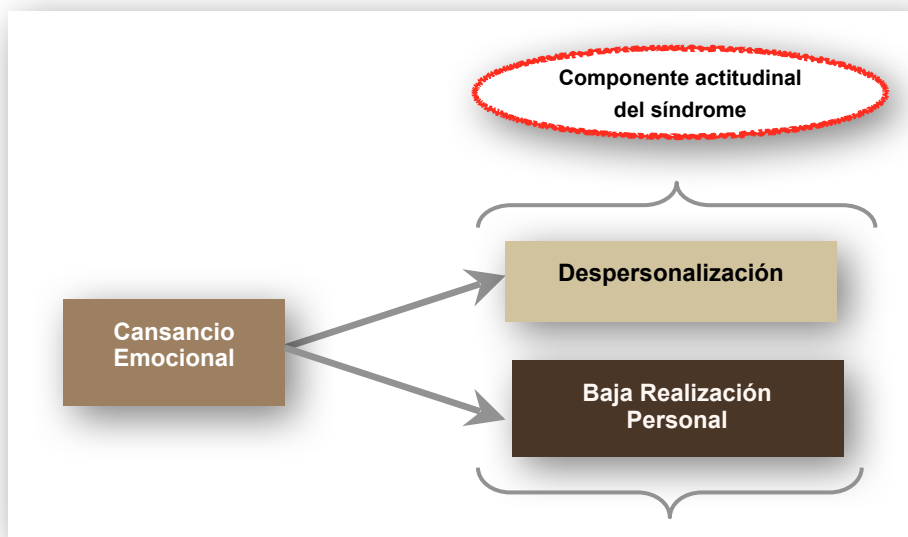 Componente actitudinal
del síndrome
Despersonalización
Cansancio
Emocional
Baja Realización
Personal